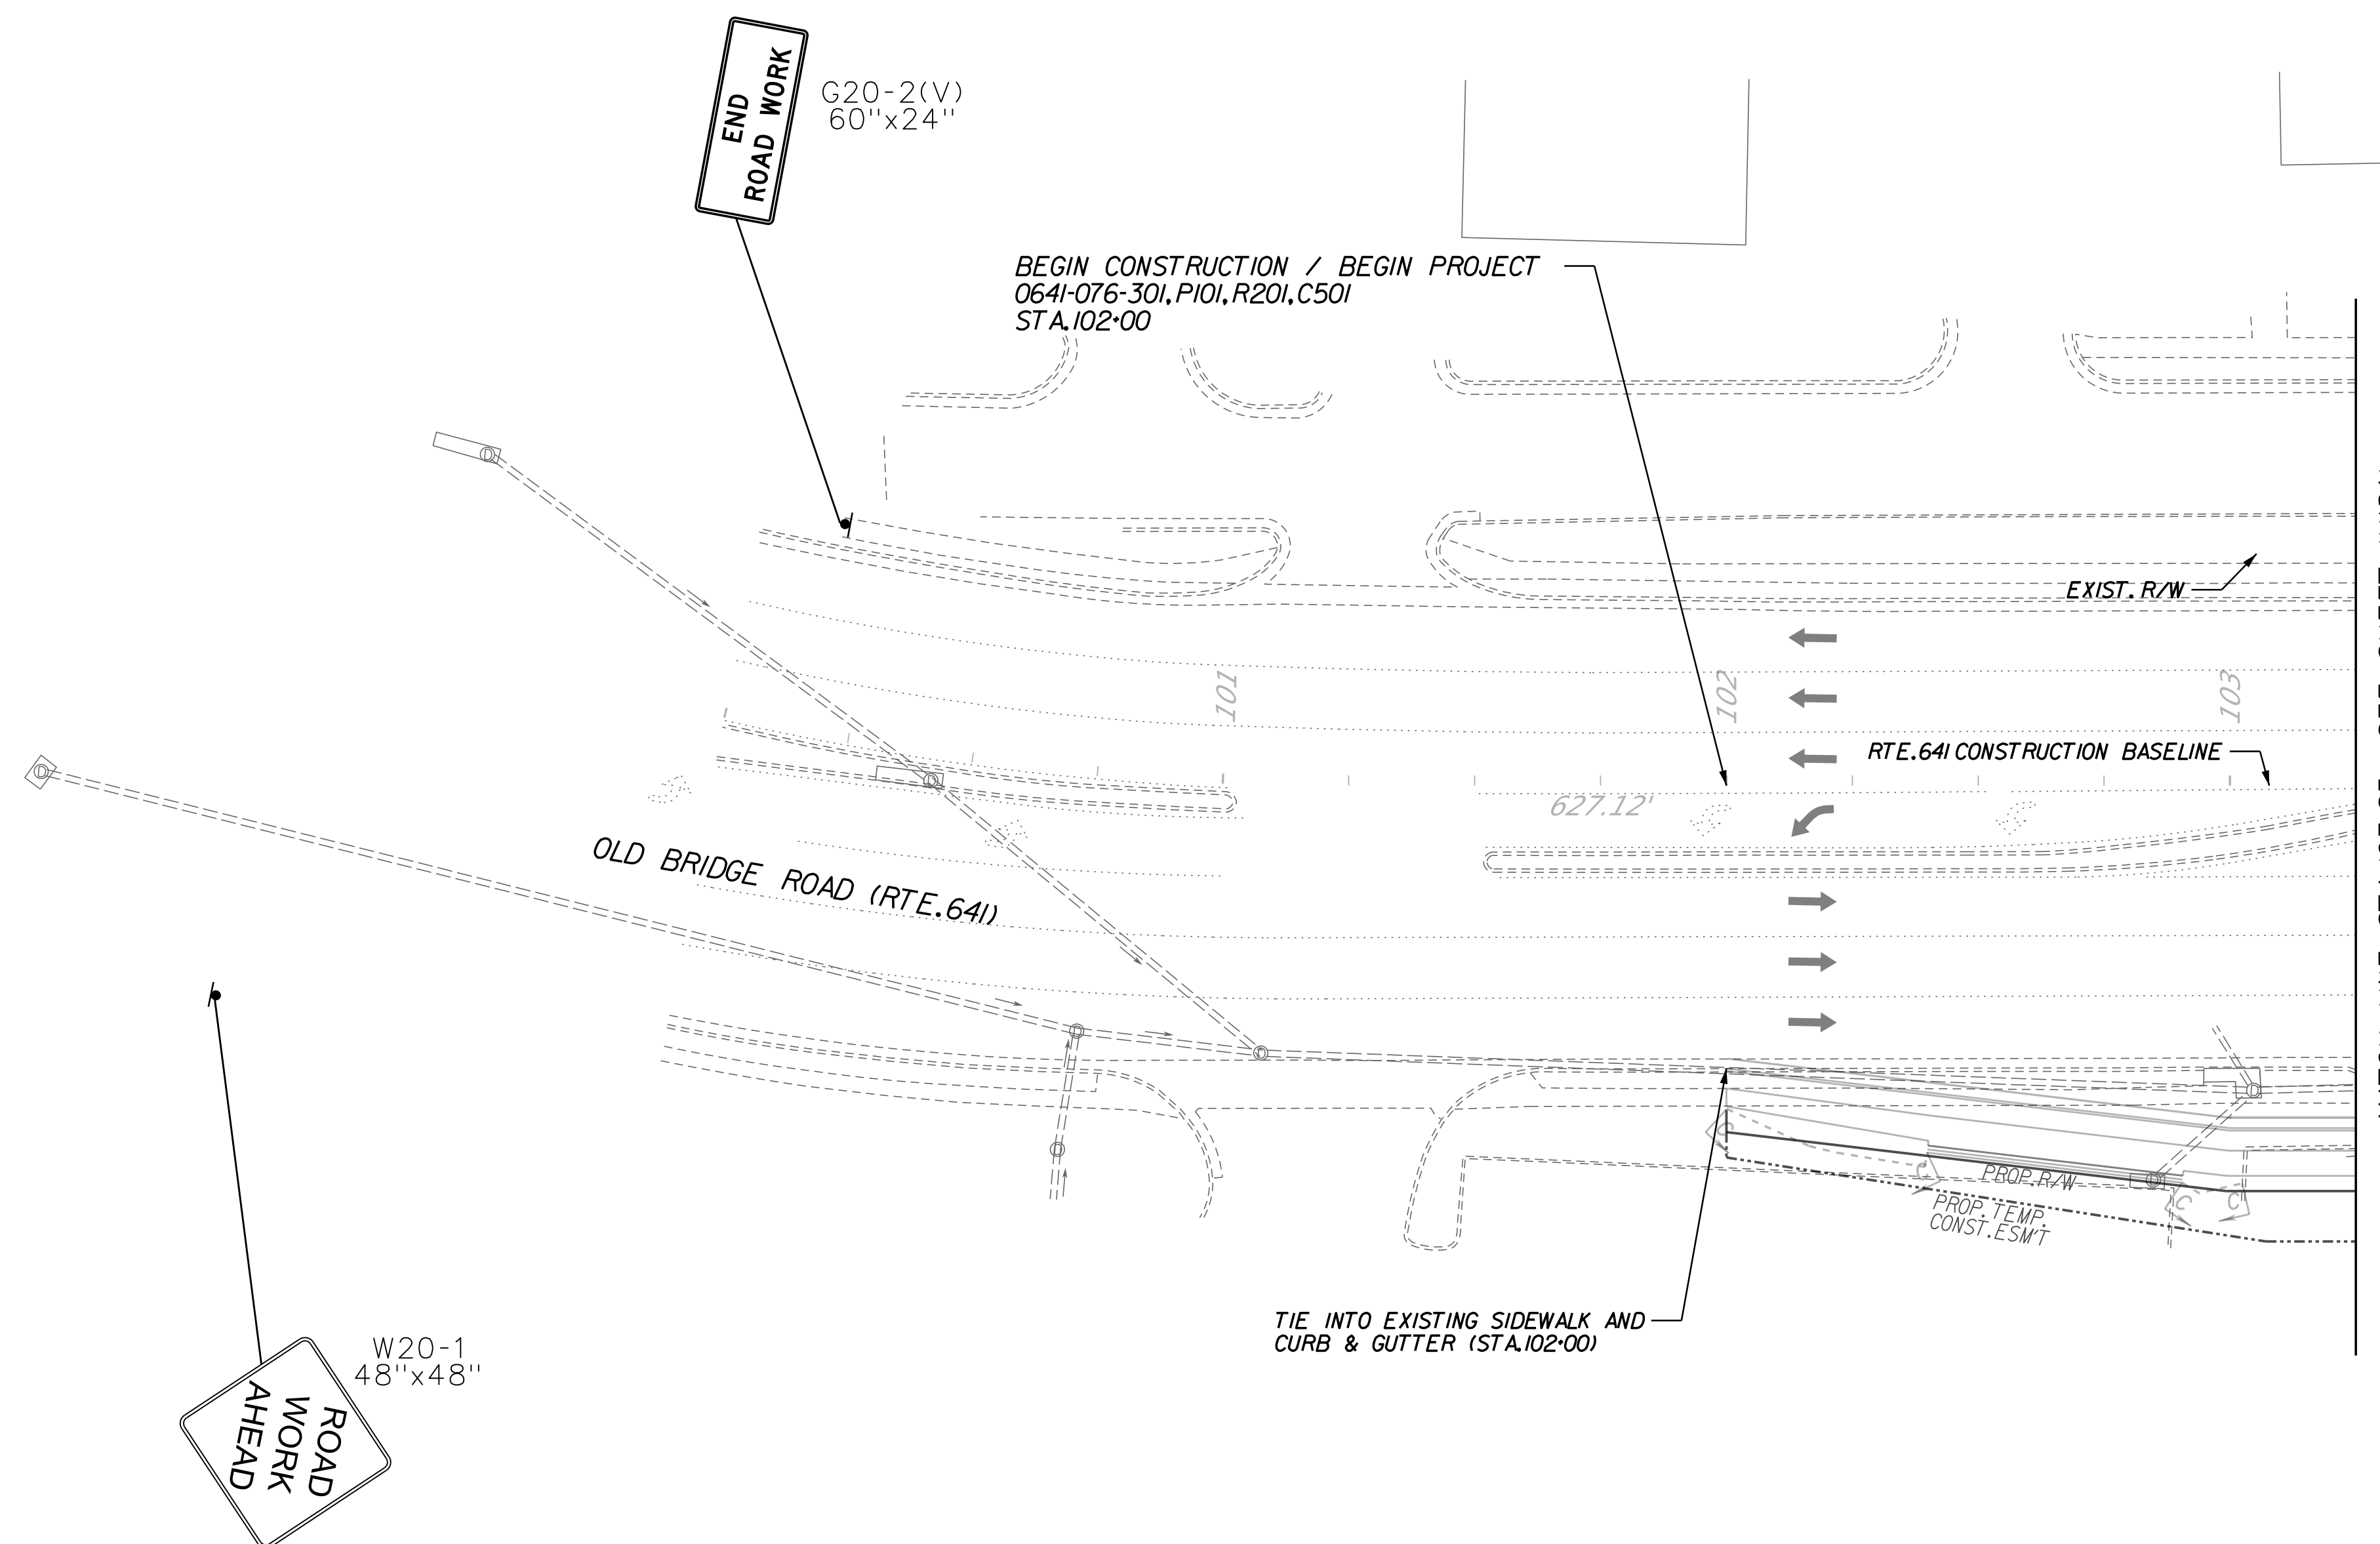 END
ROAD WORK
G20-2(V)
60"x24"
BEGIN CONSTRUCTION / BEGIN PROJECT
0641-076-301, P101, R201, C501
STA. 102+00
D
EXIST. R/W
101
102
103
RTE. 641 CONSTRUCTION BASELINE
D
D
627.12'
OLD BRIDGE ROAD (RTE. 641)
D
D
D
D
D
C
C
C
C
PROP. R/W
PROP. TEMP.
CONST. ESM'T
TIE INTO EXISTING SIDEWALK AND
CURB & GUTTER (STA. 102+00)
W20-1
48"x48"
ROAD
WORK
AHEAD